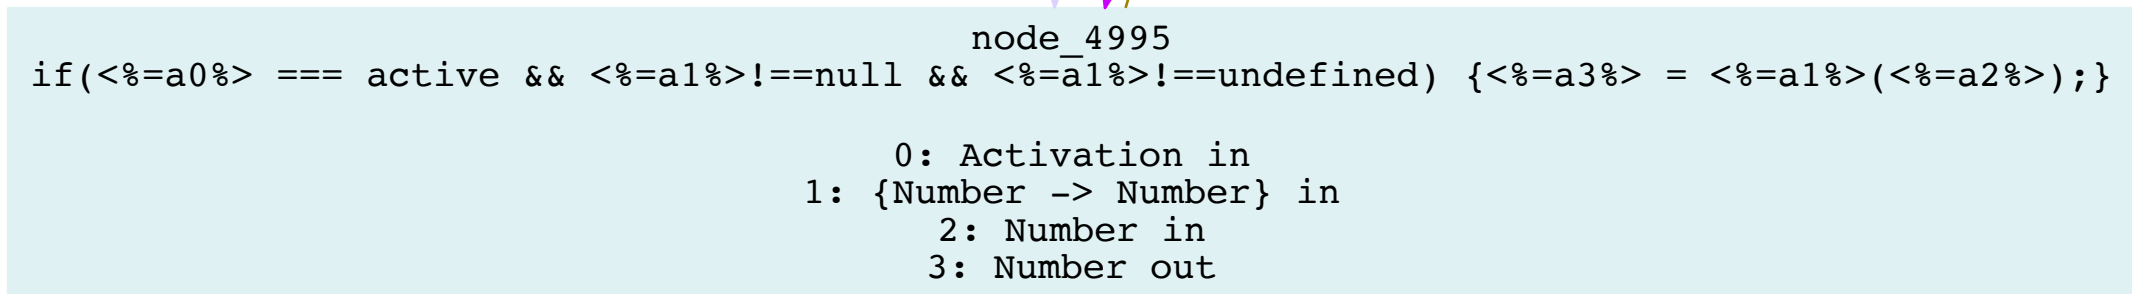 node_4995
if(<%=a0%> === active && <%=a1%>!==null && <%=a1%>!==undefined) {<%=a3%> = <%=a1%>(<%=a2%>);}
0: Activation in
1: {Number -> Number} in
2: Number in
3: Number out